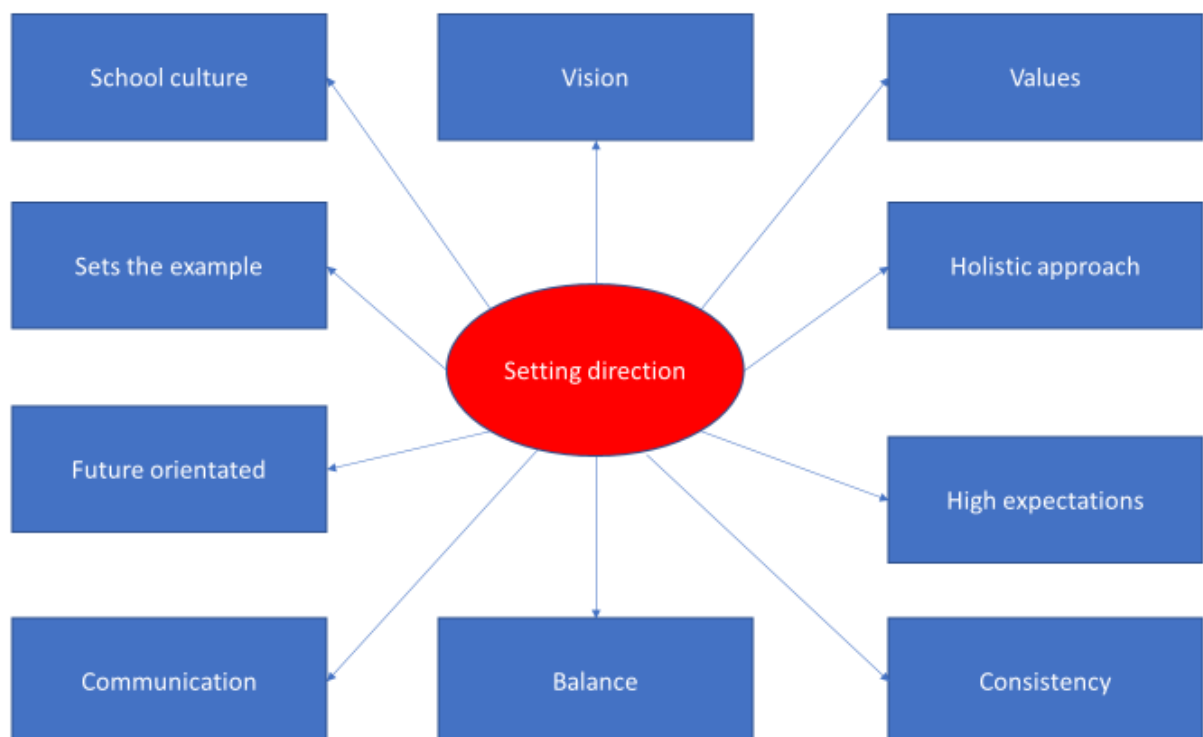 School culture
Vision
Values
Sets the example
Holistic approach
Setting direction
Future orientated
High expectations
Communication
Balance
Consistency